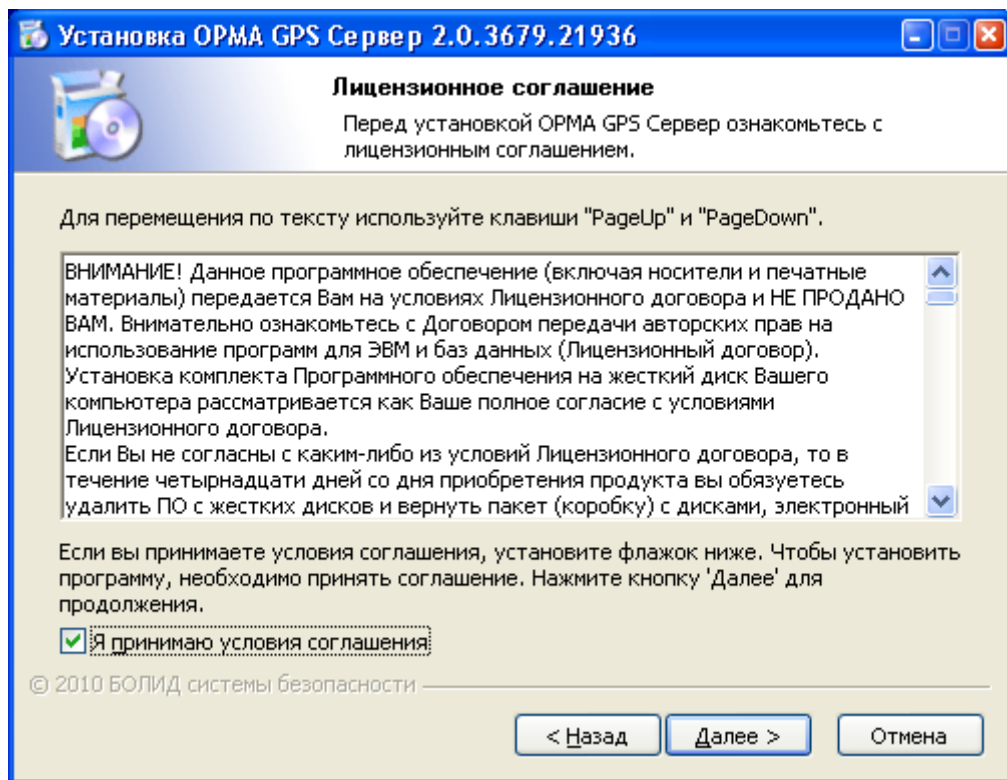 Установка ОРМА GPS Сервер 2.0.3679.21936
Лицензионное соглашение
Перед установкой ОРМА GPS Сервер ознакомьтесь с
лицензионным соглашением.
Для перемещения по тексту используйте клавиши "PageUp" и "PageDown".
ВНИМАНИЕ! Данное программное обеспечение (включая носители и печатные
материалы) передается Вам на условиях Лицензионного договора и НЕ ПРОДАНО
ВАМ. Внимательно ознакомьтесь с Договором передачи авторских прав на
использование программ для ЭВМ и баз данных (Лицензионный договор).
Установка комплекта Программного обеспечения на жесткий диск Вашего
компьютера рассматривается как Ваше полное согласие с условиями
Лицензионного договора.
Если Вы не согласны с каким-либо из условий Лицензионного договора, то в
течение четырнадцати дней со дня приобретения продукта вы обязуетесь
удалить ПО с жестких дисков и вернуть пакет (коробку) с дисками, электронный
Если вы принимаете условия соглашения, установите флажок ниже. Чтобы установить
программу, необходимо принять соглашение. Нажмите кнопку 'Далее' для
продолжения.
Я принимаю условия соглашения
© 2010 БОЛИД системы безопасности
< Назад
Далее >
Отмена